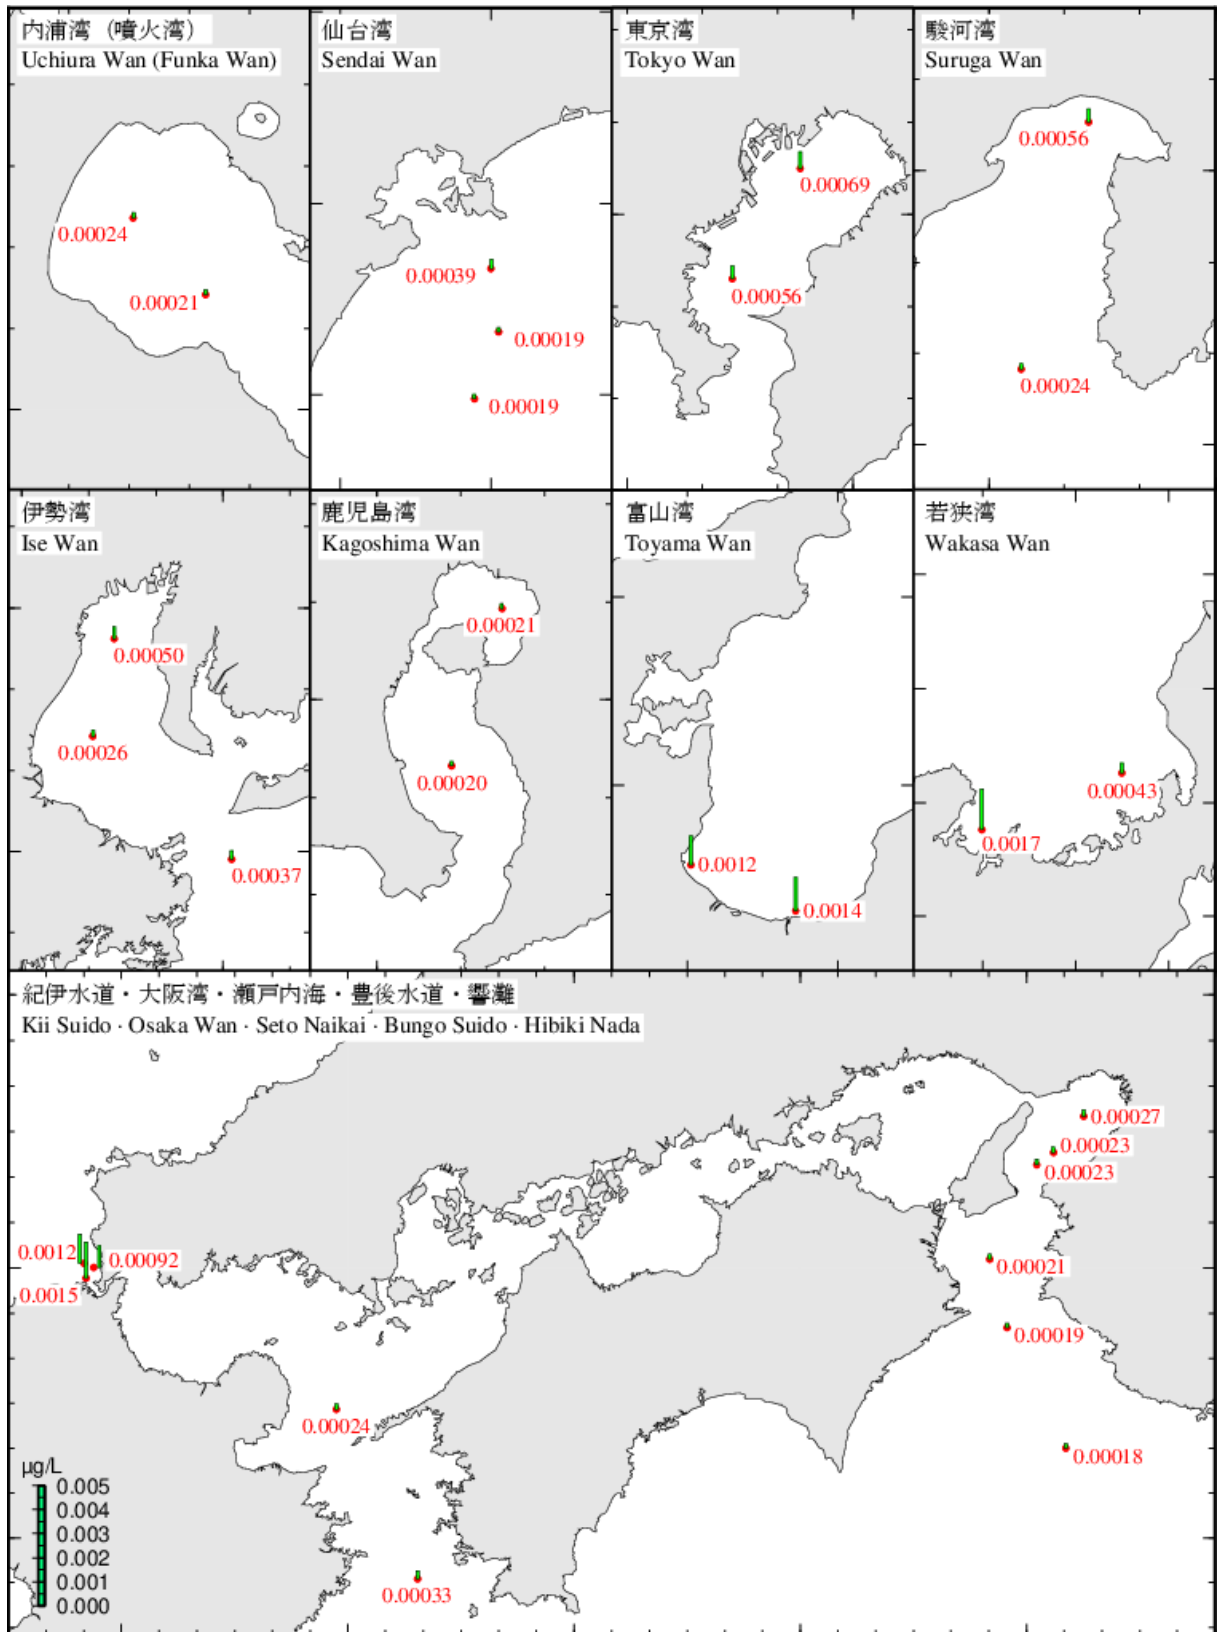 内浦湾（噴火湾）
Uchiura Wan (Funka Wan)
0.00024
0.00021
仙台湾
Sendai Wan
0.00039
0.00019
0.00019
東京湾
Tokyo Wan
0.00069
0.00056
駿河湾
Suruga Wan
0.00056
0.00024
伊勢湾
Ise Wan
0.00050
0.00026
0.00037
鹿児島湾
Kagoshima Wan
0.00021
0.00020
富山湾
Toyama Wan
0.0012
0.0014
若狭湾
Wakasa Wan
0.00043
0.0017
紀伊水道・大阪湾・瀬戸内海・豊後水道・響灘
Kii Suido · Osaka Wan · Seto Naikai · Bungo Suido · Hibiki Nada
0.00027
0.00023
0.00023
0.0012
0.00092
0.0015
0.00021
0.00019
0.00024
0.00018
0.00033
μg/L
0.005
0.004
0.003
0.002
0.001
0.000